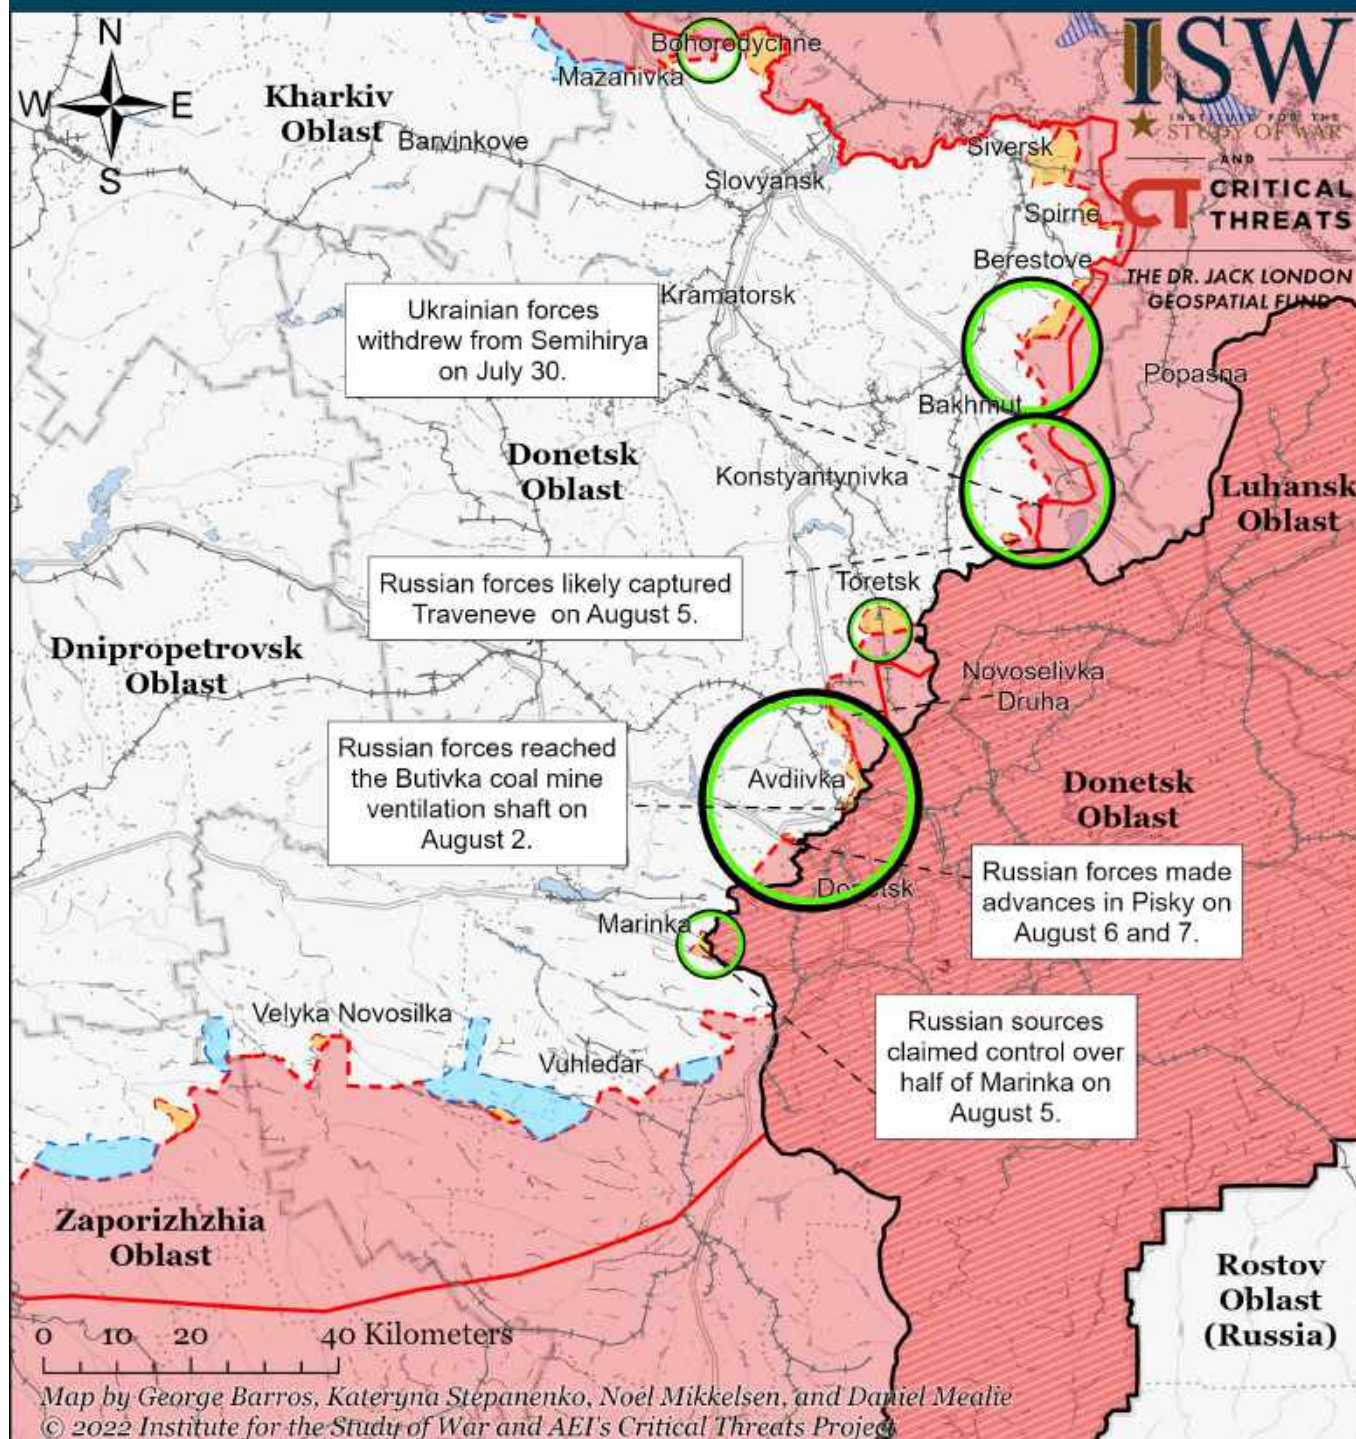 N
W
E
S
Kharkiv
Oblast
Barvinkove
Bohorodychne
Mazanivka
ISW
INSTITUTE FOR THE
STUDY OF WAR
AND
CT CRITICAL
THREATS
THE DR. JACK LONDON
GEOSPATIAL FUND
Siversk
Slovyansk
Spirne
Berestove
Kramatorsk
Ukrainian forces
withdrew from Semihirya
on July 30.
Popasna
Bakhmut
Donetsk
Oblast
Konstyantynivka
Luhansk
Oblast
Russian forces likely captured
Traveneve on August 5.
Toretsk
Dnipropetrovsk
Oblast
Novoselivka
Druha
Russian forces reached
the Butivka coal mine
ventilation shaft on
August 2.
Avdiivka
Donetsk
Oblast
Donetsk
Russian forces made
advances in Pisky on
August 6 and 7.
Marinka
Velyka Novosilka
Vuhledar
Russian sources
claimed control over
half of Marinka on
August 5.
Zaporizhzhia
Oblast
Rostov
Oblast
(Russia)
0 10 20 40 Kilometers
Map by George Barros, Kateryna Stepanenko, Noel Mikkelsen, and Daniel Mealie
© 2022 Institute for the Study of War and AEI's Critical Threats Project